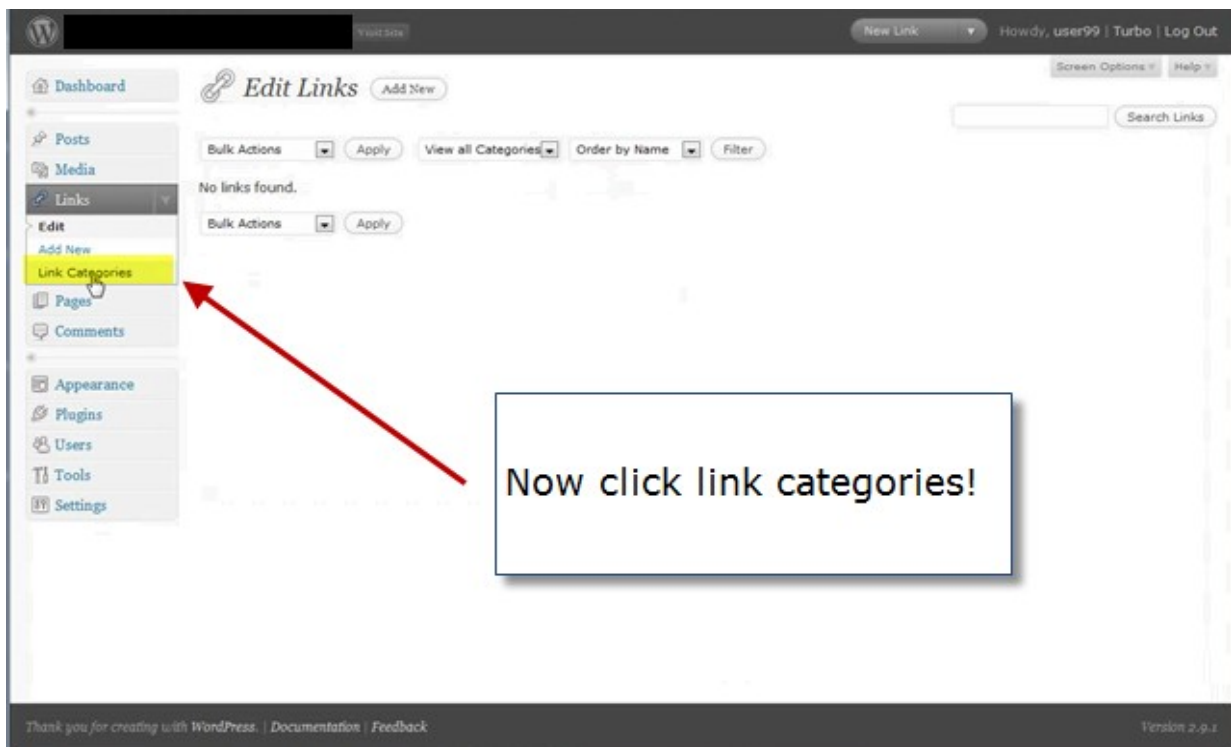 Visit Site
New Link
Howdy, user99 | Turbo | Log Out
Screen Options
Help
Dashboard
Edit Links
Add New
Search Links
Posts
Bulk Actions
Apply
View all Categories
Order by Name
Filter
Media
No links found.
Links
Edit
Bulk Actions
Apply
Add New
Link Categories
Pages
Comments
Appearance
Plugins
Users
Tools
Settings
Now click link categories!
Thank you for creating with WordPress. | Documentation | Feedback
Version 2.9.1